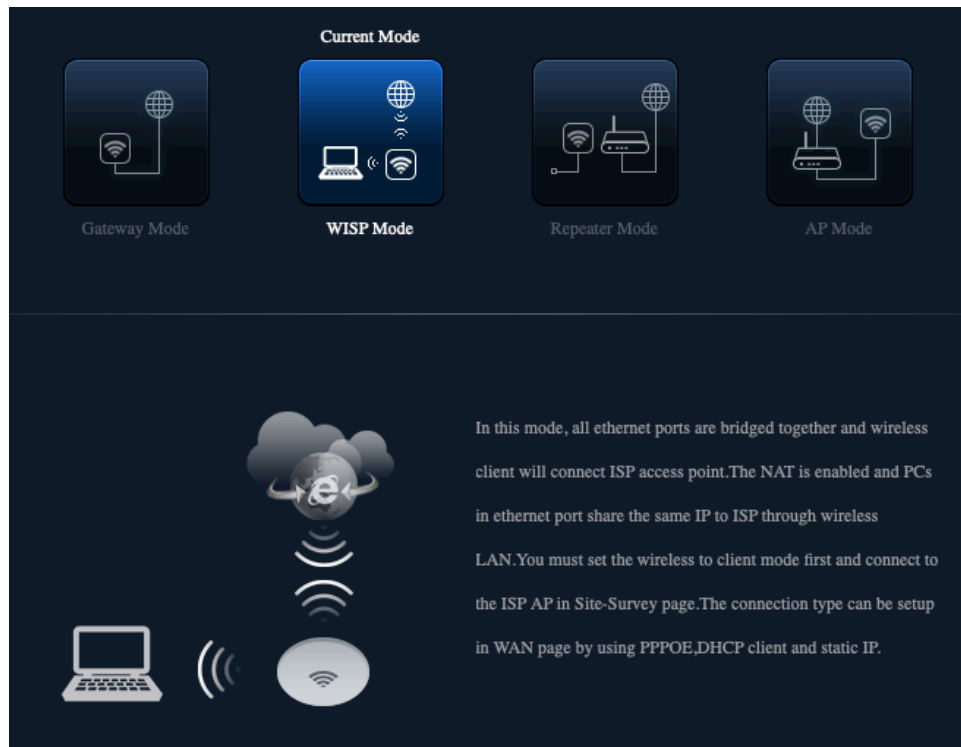 Current Mode
Gateway Mode
WISP Mode
Repeater Mode
AP Mode
In this mode, all ethernet ports are bridged together and wireless
client will connect ISP access point.The NAT is enabled and PCs
in ethernet port share the same IP to ISP through wireless
LAN.You must set the wireless to client mode first and connect to
the ISP AP in Site-Survey page.The connection type can be setup
in WAN page by using PPPOE,DHCP client and static IP.